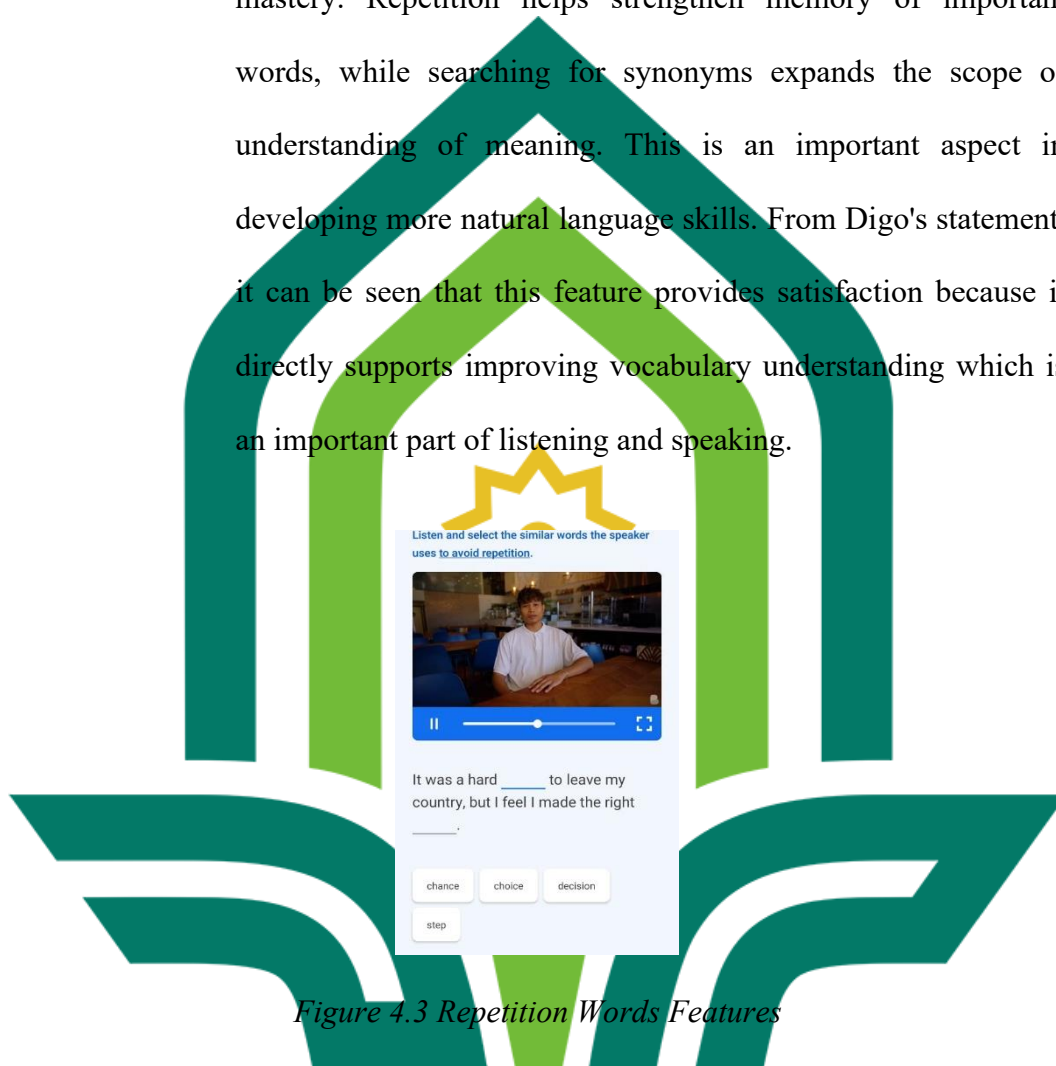 mastery. Repetition helps strengthen memory of importan
words, while searching for synonyms expands the scope o
understanding of meaning. This is an important aspect in
developing more natural language skills. From Digo's statement
it can be seen that this feature provides satisfaction because i
directly supports improving vocabulary understanding which is
an important part of listening and speaking.
Listen and select the similar words the speaker
uses to avoid repetition.
It was a hard ______ to leave my
country, but I feel I made the right
______.
chance choice decision
step
Figure 4.3 Repetition Words Features